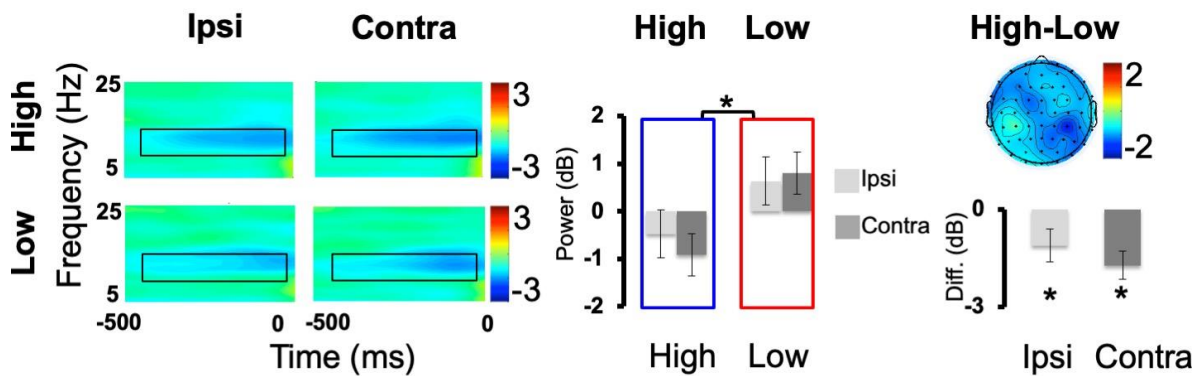 Ipsi Contra High Low High-Low
High
Low
Frequency (Hz)
25
5
25
5
3
-3
3
-3
-500 0 -500 0
Time (ms)
Power (dB)
2
1
0
-1
-2
*
High Low
Ipsi
Contra
2
-2
Diff. (dB)
0
-3
* *
Ipsi Contra